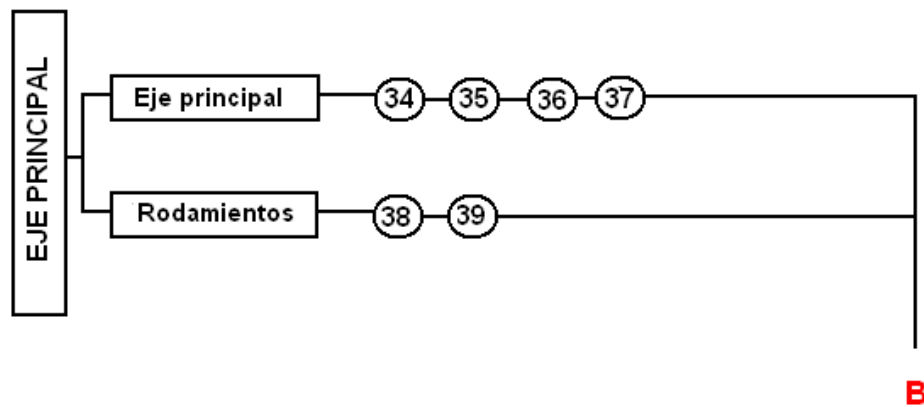 EJE PRINCIPAL
Eje principal
34
35
36
37
Rodamientos
38
39
B